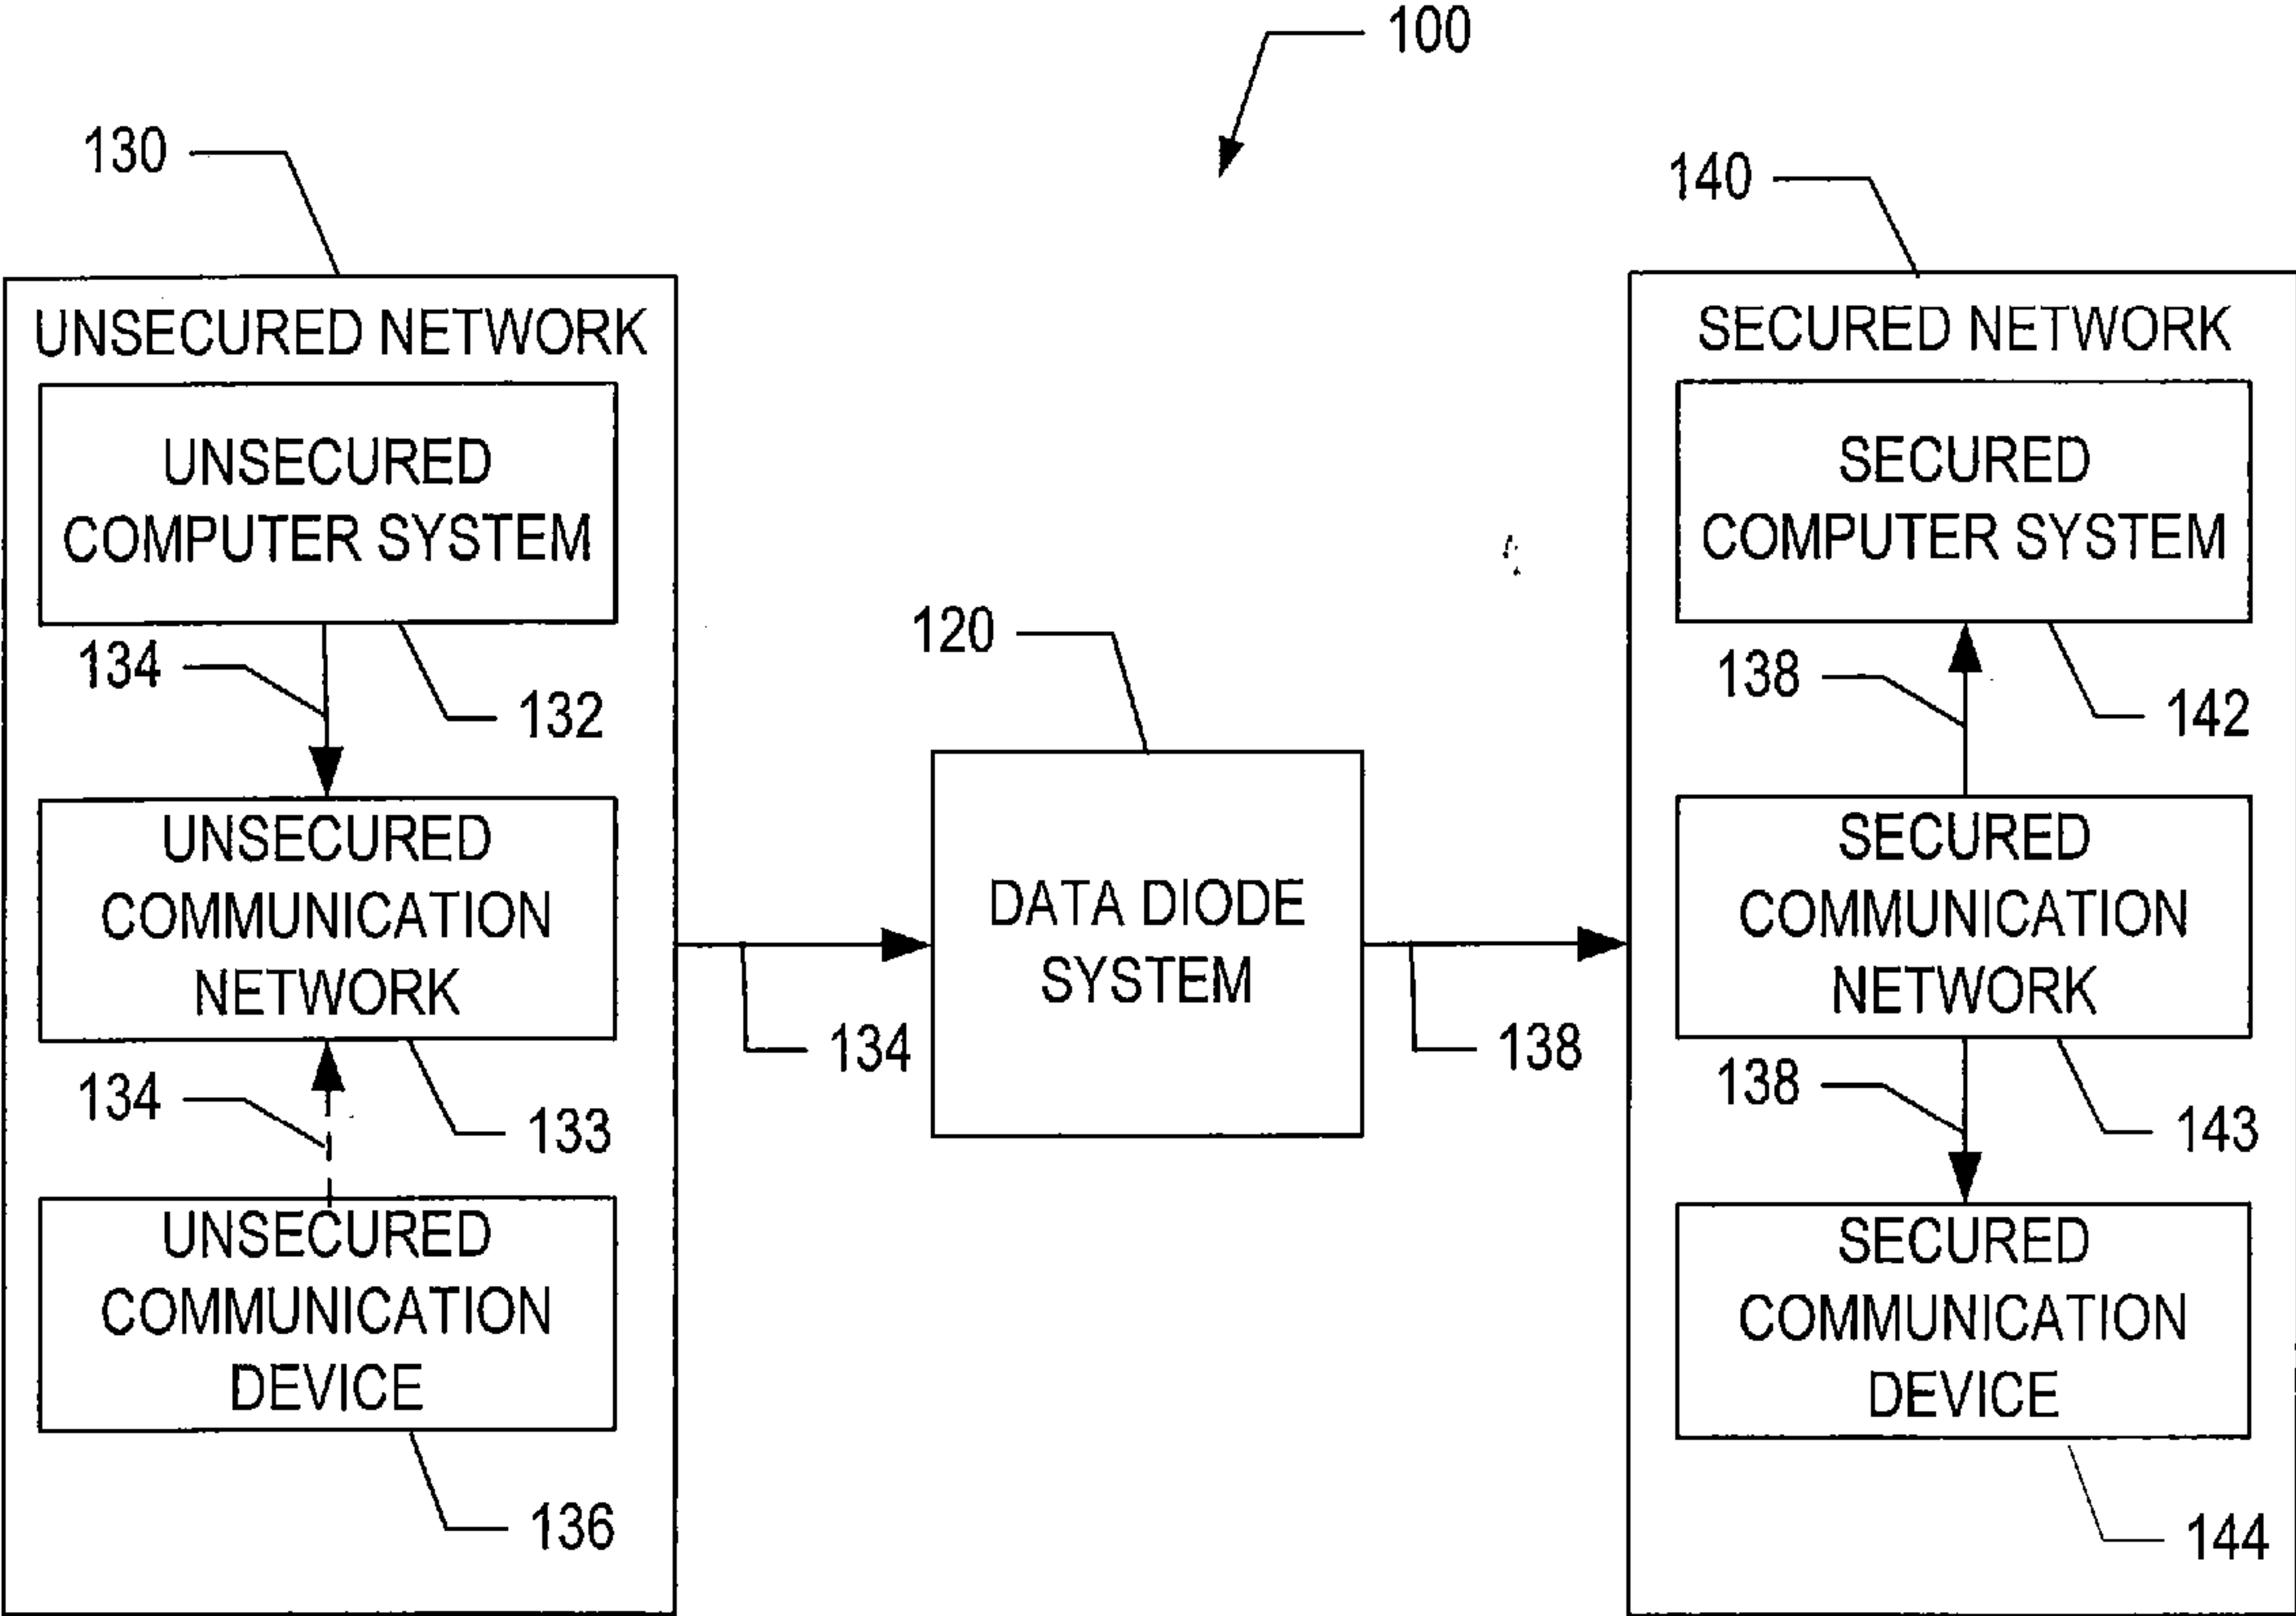 100
130
140
UNSECURED NETWORK
UNSECURED
COMPUTER SYSTEM
134
132
UNSECURED
COMMUNICATION
NETWORK
134
133
UNSECURED
COMMUNICATION
DEVICE
136
120
DATA DIODE
SYSTEM
134
138
SECURED NETWORK
SECURED
COMPUTER SYSTEM
138
142
SECURED
COMMUNICATION
NETWORK
138
143
SECURED
COMMUNICATION
DEVICE
144